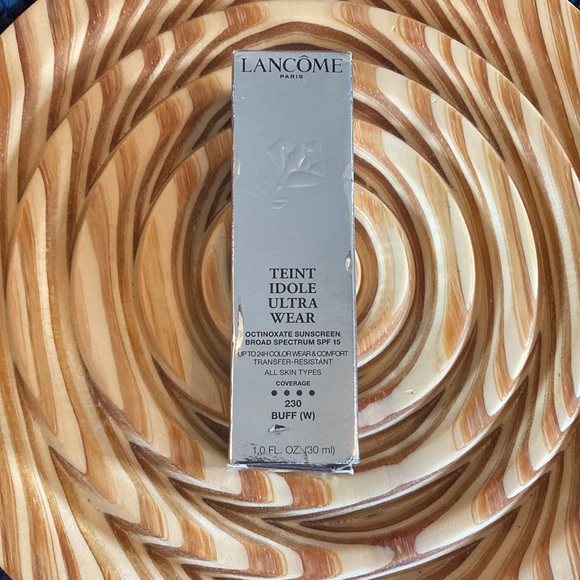 LANCÔME
PARIS
TEINT
IDOLE
ULTRA
WEAR
OCTINOXATE SUNSCREEN
BROAD SPECTRUM SPF 15
UP TO 24H COLOR WEAR & COMFORT
TRANSFER-RESISTANT
ALL SKIN TYPES
COVERAGE
230
BUFF (W)
1.0 FL. OZ. (30 ml)